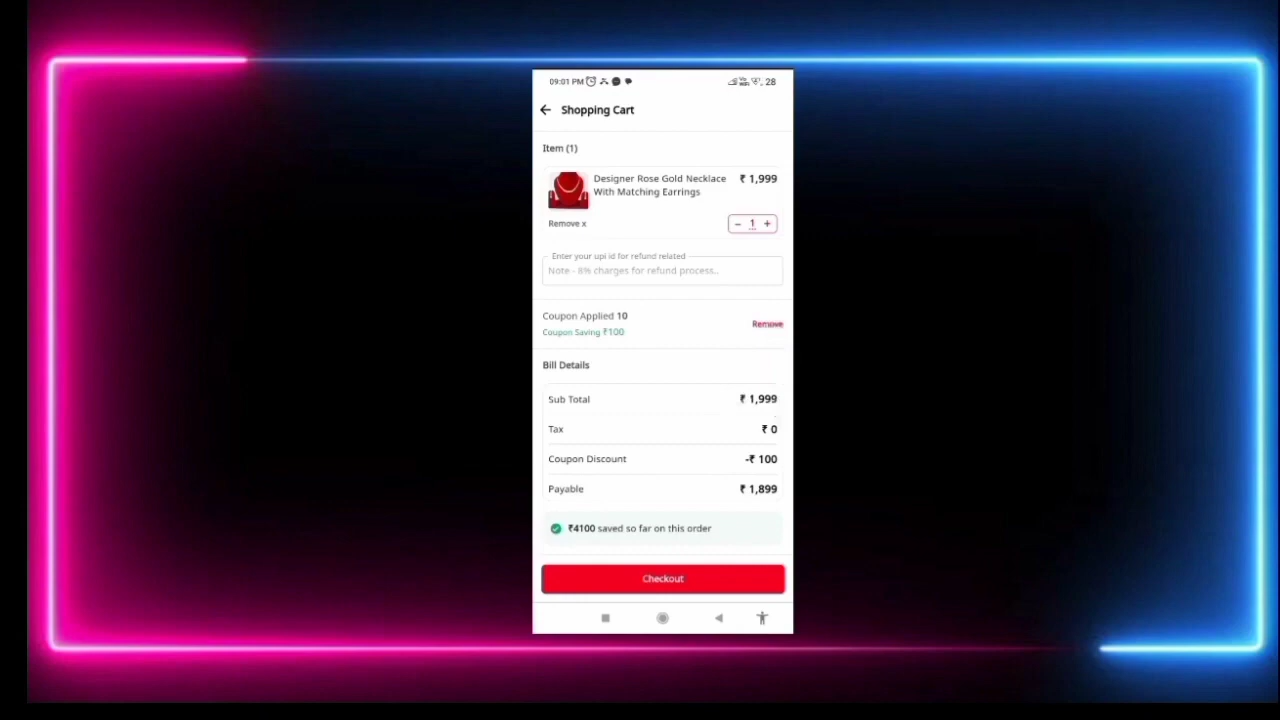 09:01 PM 28
Shopping Cart
Item (1)
Designer Rose Gold Necklace ₹ 1,999
With Matching Earrings
Remove x - 1 +
Enter your upi id for refund related
Note - 8% charges for refund process..
Coupon Applied 10
Coupon Saving ₹100
Remove
Bill Details
Sub Total ₹ 1,999
Tax ₹ 0
Coupon Discount -₹ 100
Payable ₹ 1,899
₹4100 saved so far on this order
Checkout